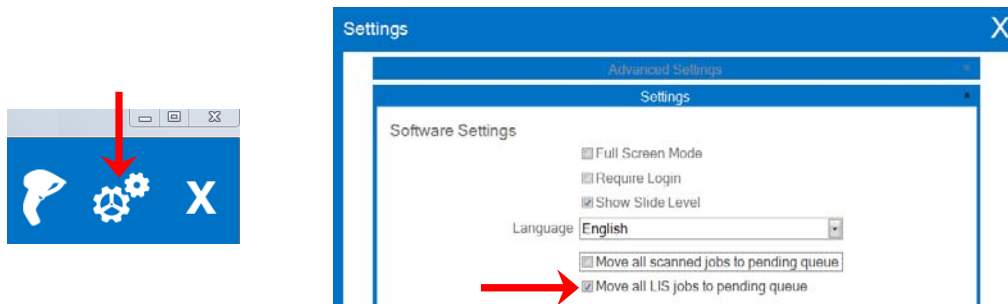 Settings
X
Advanced Settings
Settings
Software Settings
Full Screen Mode
Require Login
Show Slide Level
Language English
Move all scanned jobs to pending queue
Move all LIS jobs to pending queue
X